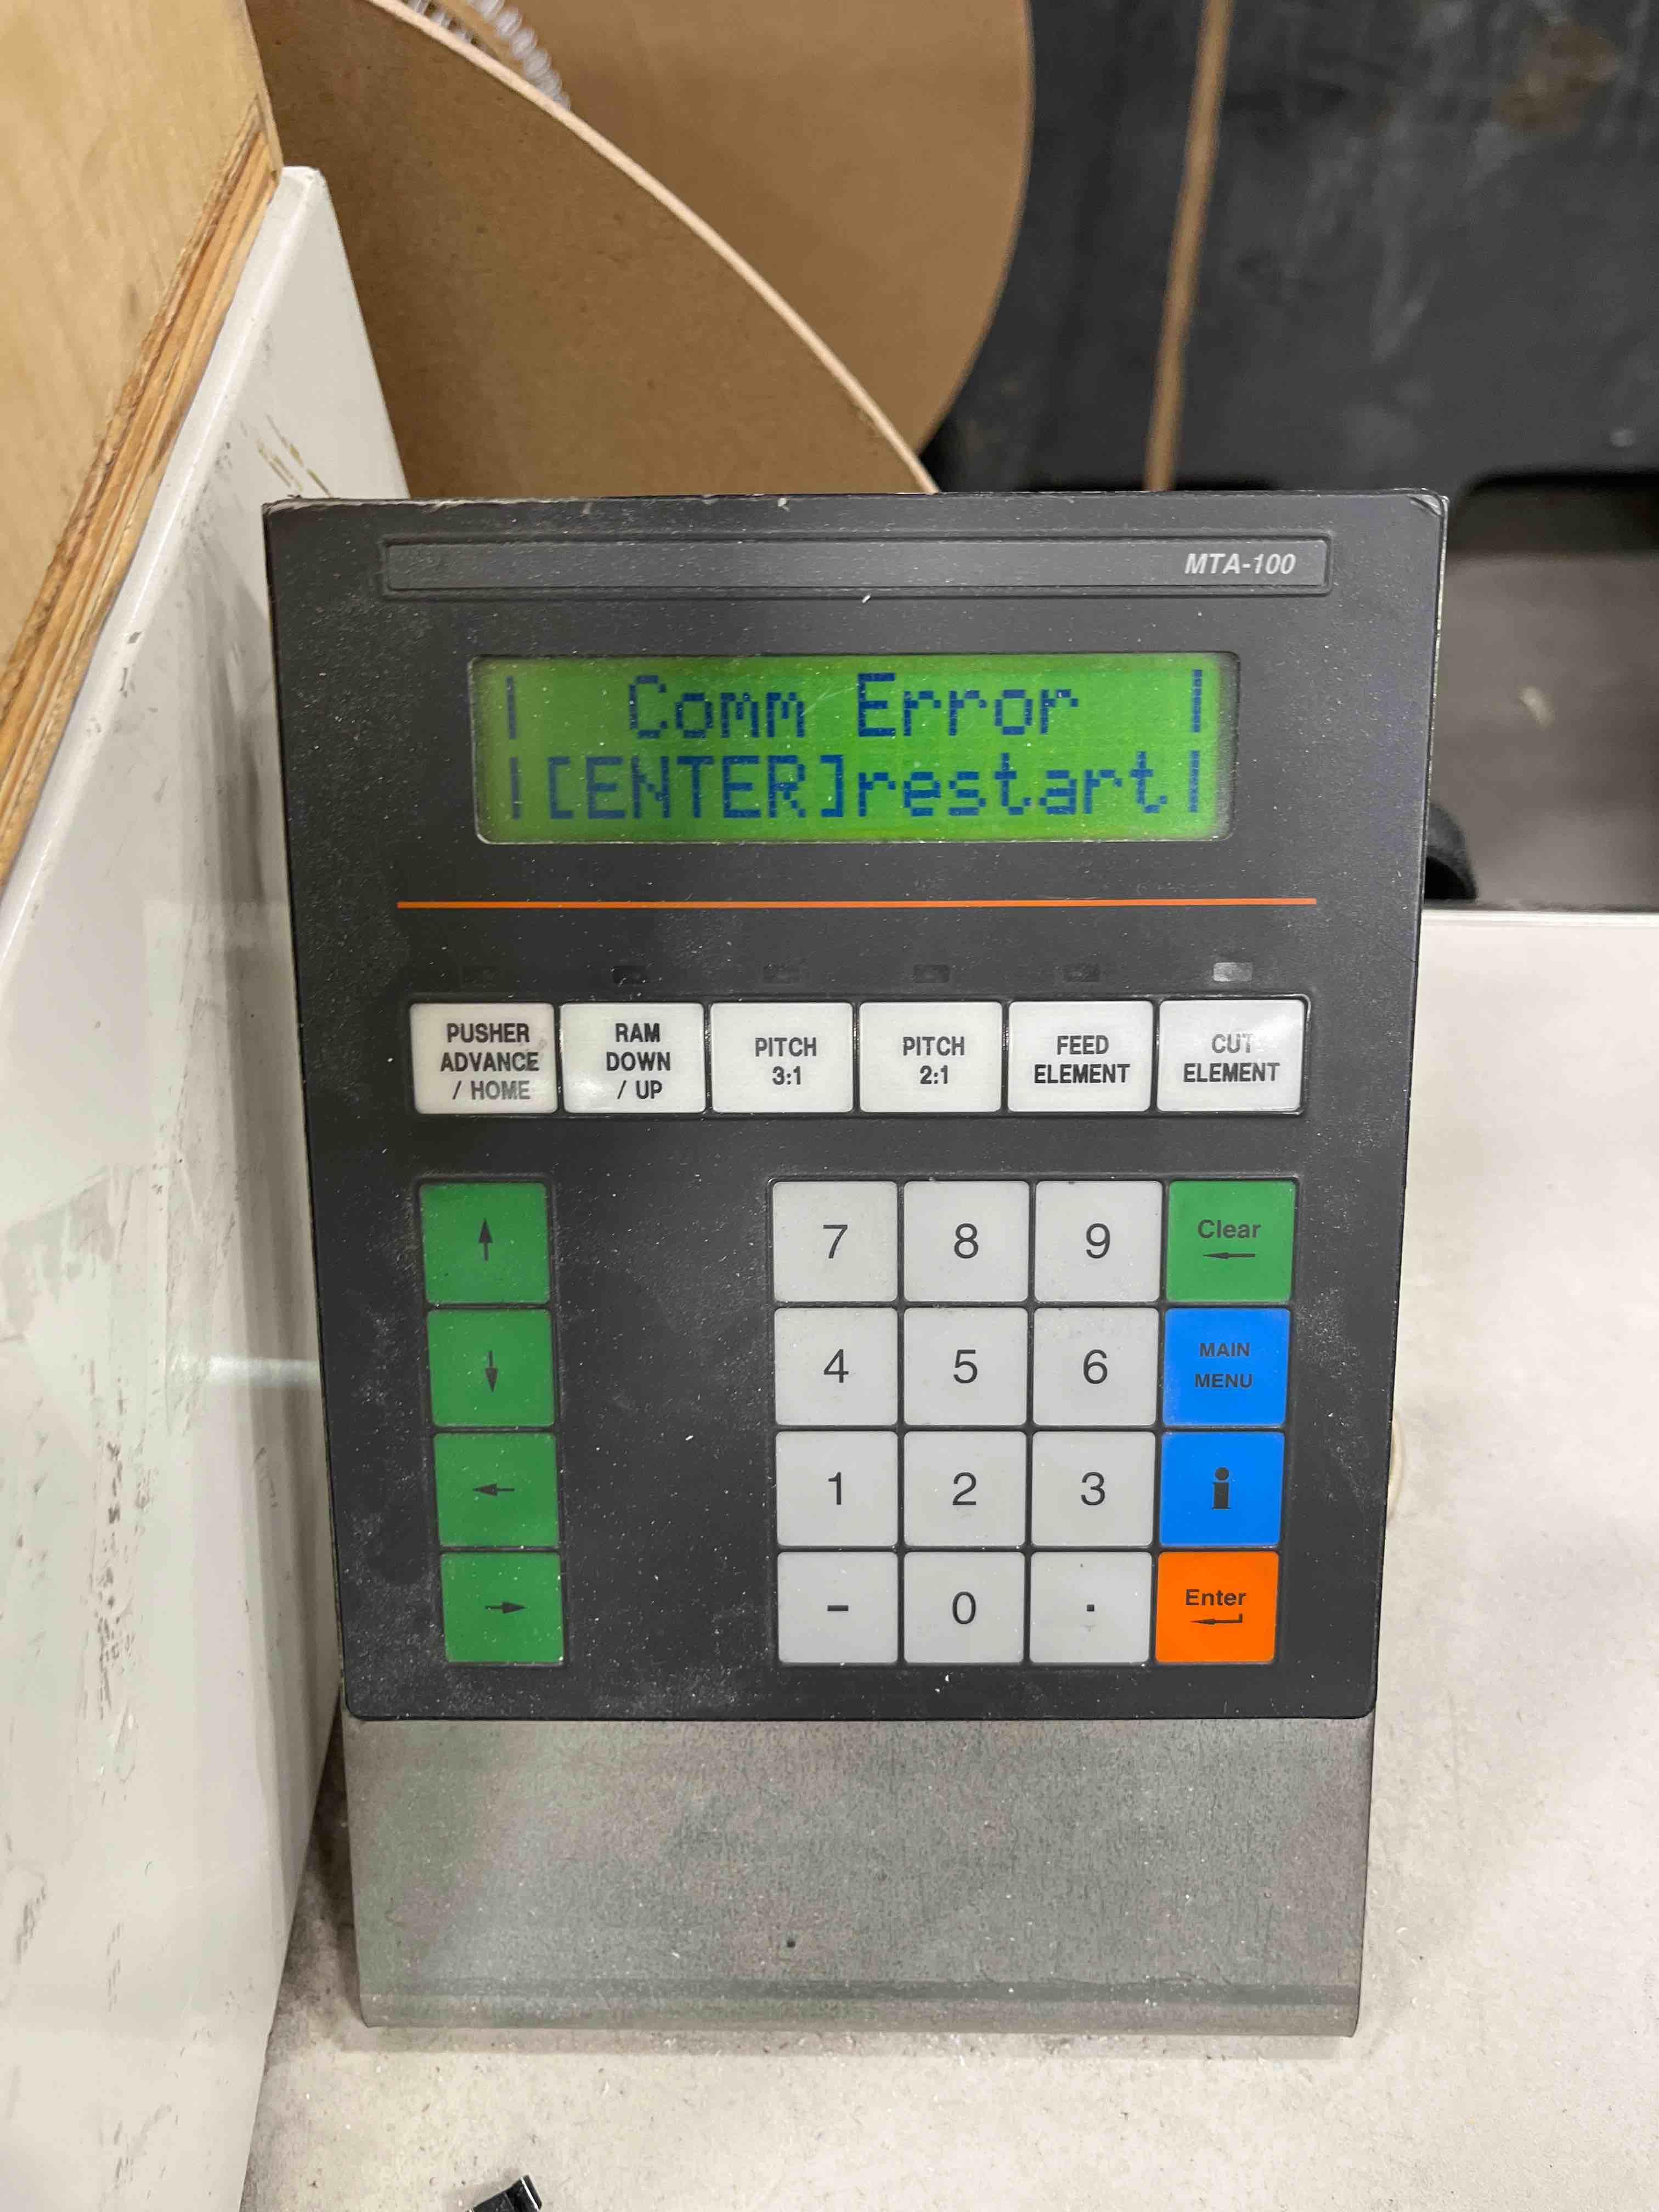 MTA-100
| Comm Error |
|[ENTER]restart|
PUSHER
ADVANCE
/ HOME
RAM
DOWN
/ UP
PITCH
3:1
PITCH
2:1
FEED
ELEMENT
CUT
ELEMENT
↑
7 8 9 Clear
←
↓
4 5 6 MAIN
MENU
←
1 2 3 i
→
- 0 . Enter
↵